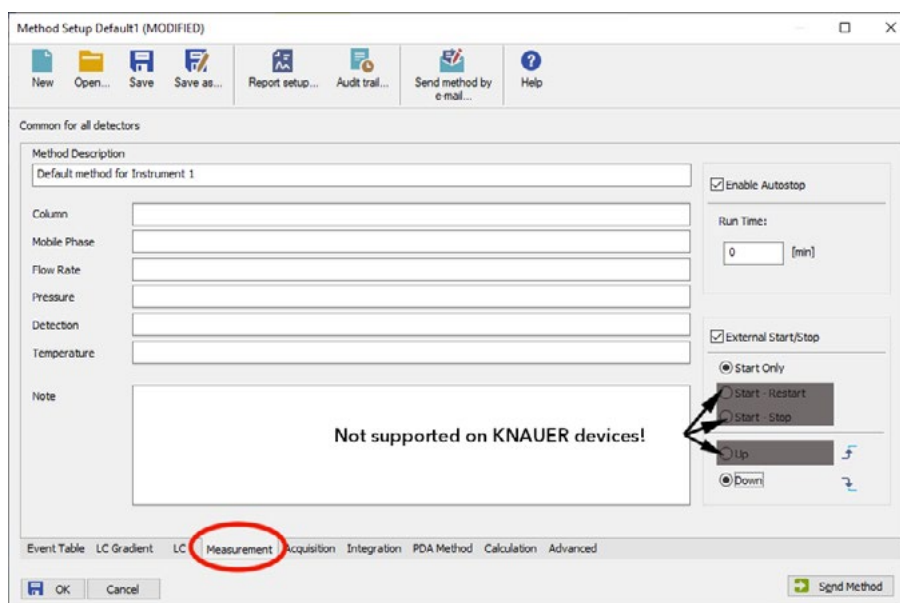 Method Setup Default1 (MODIFIED)
New Open... Save Save as... Report setup... Audit trail... Send method by e-mail... Help
Common for all detectors
Method Description
Default method for Instrument 1
Enable Autostop
Column
Run Time:
Mobile Phase
0 [min]
Flow Rate
Pressure
Detection
External Start/Stop
Temperature
Start Only
Note
Start - Restart
Start - Stop
Not supported on KNAUER devices!
Up
Down
Event Table LC Gradient LC Measurement Acquisition Integration PDA Method Calculation Advanced
OK Cancel Send Method